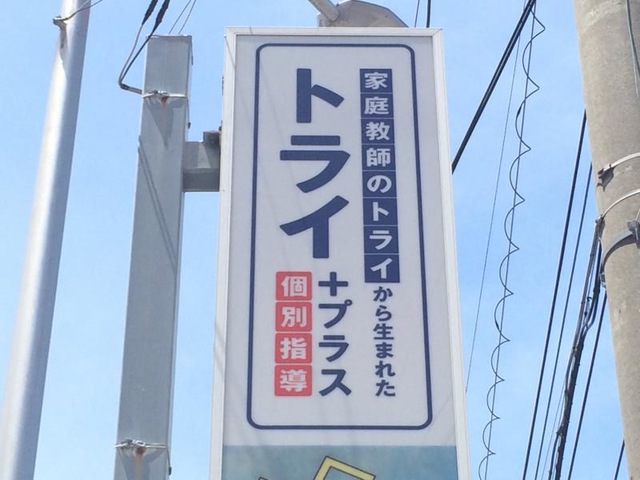 家庭教師のトライから生まれた
トライ+プラス
個別指導